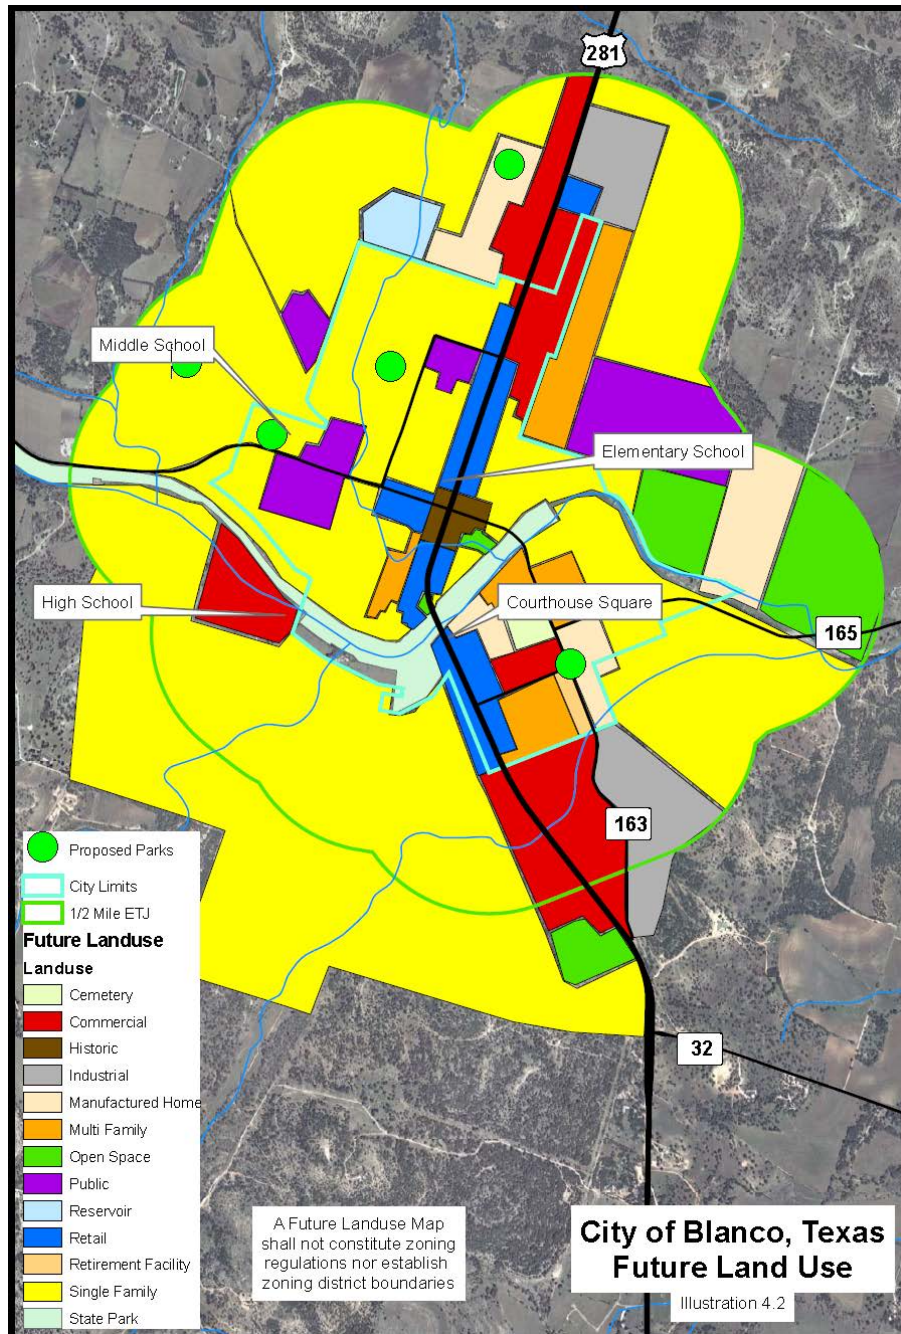 281
Middle School
Elementary School
High School
Courthouse Square
165
163
32
Proposed Parks
City Limits
1/2 Mile ETJ
Future Landuse
Landuse
Cemetery
Commercial
Historic
Industrial
Manufactured Home
Multi Family
Open Space
Public
Reservoir
Retail
Retirement Facility
Single Family
State Park
A Future Landuse Map
shall not constitute zoning
regulations nor establish
zoning district boundaries
City of Blanco, Texas
Future Land Use
Illustration 4.2